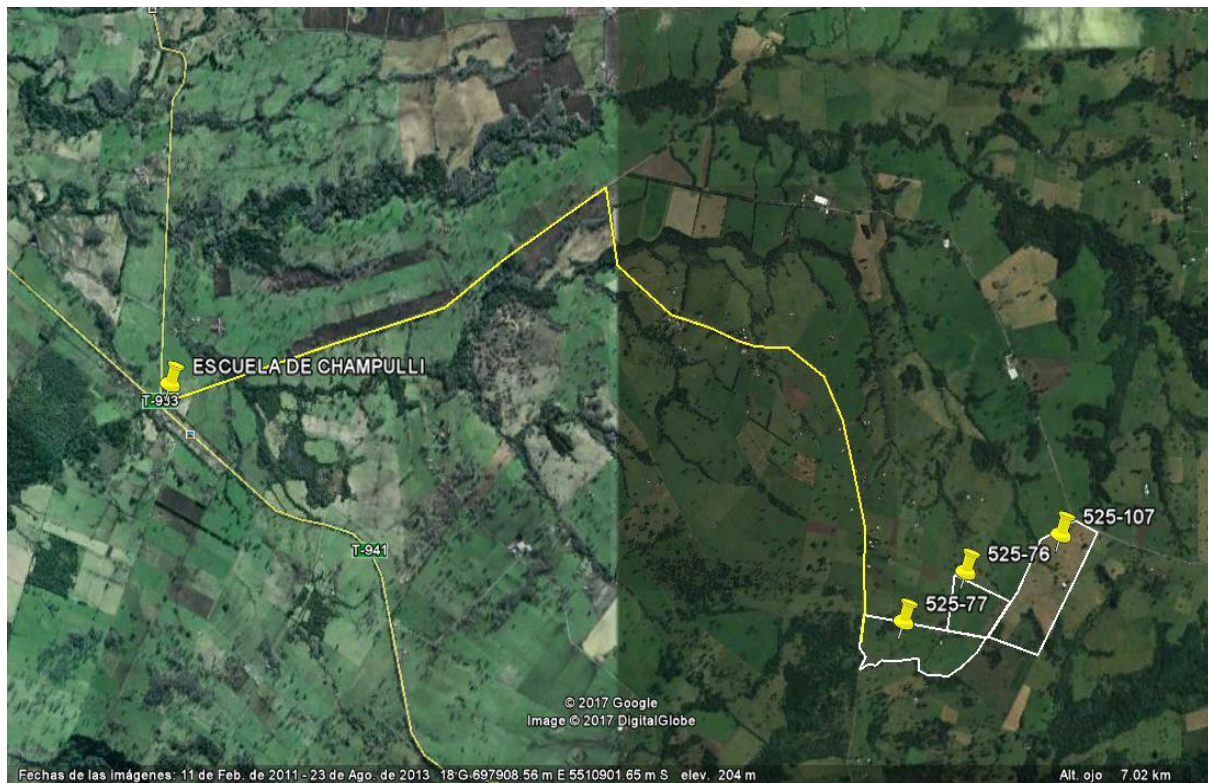 ESCUELA DE CHAMPULLI
T-933
T-941
525-107
525-76
525-77
© 2017 Google
Image © 2017 DigitalGlobe
Fechas de las imágenes: 11 de Feb. de 2011 - 23 de Ago. de 2013 18 G 697908.56 m E 5510901.65 m S elev. 204 m Alt. ojo 7.02 km